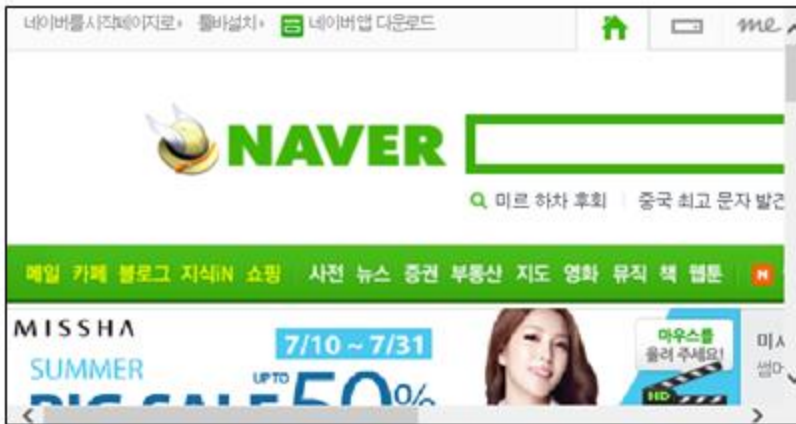 네이버를 시작페이지로 툴바설치 네이버 앱 다운로드 me
NAVER
미르 하차 후회 중국 최고 문자 발견
메일 카페 블로그 지식iN 쇼핑 사전 뉴스 증권 부동산 지도 영화 뮤직 책 웹툰 N
MISSHA
7/10 ~ 7/31
마우스를
올려 주세요!
SUMMER
UP TO 50%
BIG SALE
HD